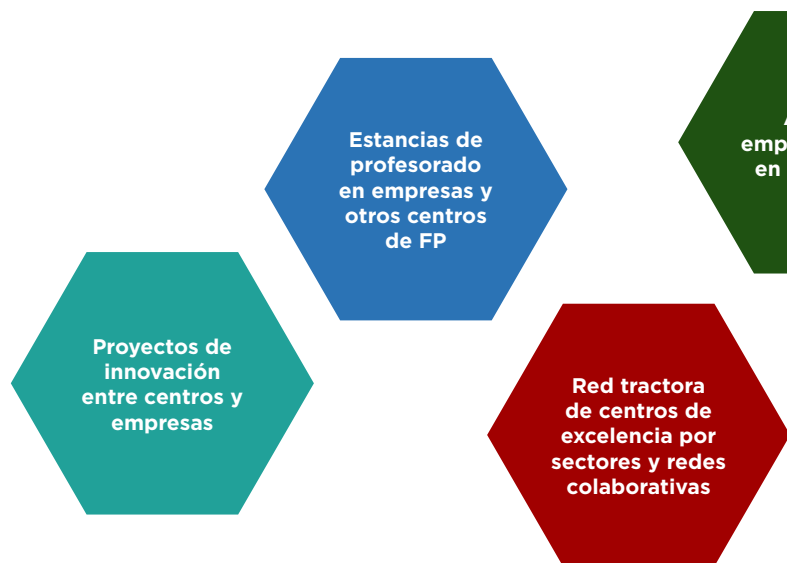 Estancias de
profesorado
en empresas y
otros centros
de FP
en
Proyectos de
innovación
entre centros y
empresas
Red tractora
de centros de
excelencia por
sectores y redes
colaborativas